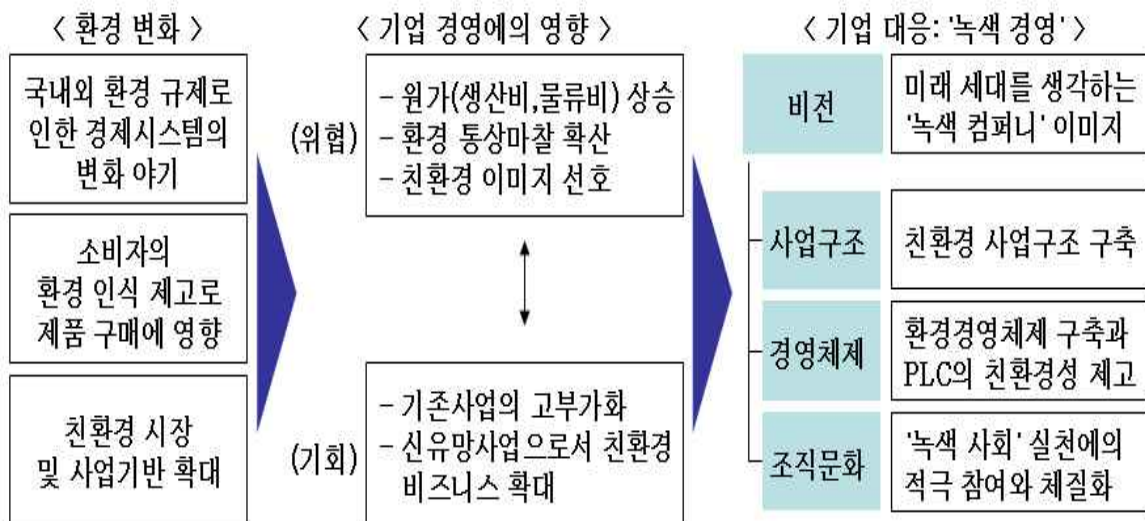 < 환경 변화 >
국내외 환경 규제로
인한 경제시스템의
변화 야기
소비자의
환경 인식 제고로
제품 구매에 영향
친환경 시장
및 사업기반 확대
< 기업 경영에의 영향 >
(위협)
- 원가(생산비,물류비) 상승
- 환경 통상마찰 확산
- 친환경 이미지 선호
(기회)
- 기존사업의 고부가화
- 신유망사업으로서 친환경
비즈니스 확대
< 기업 대응: '녹색 경영' >
비전
미래 세대를 생각하는
'녹색 컴퍼니' 이미지
사업구조
친환경 사업구조 구축
경영체제
환경경영체제 구축과
PLC의 친환경성 제고
조직문화
'녹색 사회' 실천에의
적극 참여와 체질화